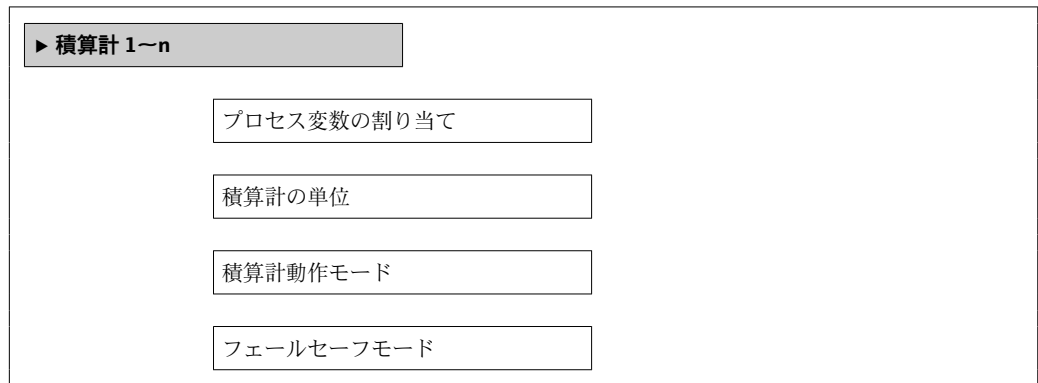 ▶ 積算計 1〜n
プロセス変数の割り当て
積算計の単位
積算計動作モード
フェールセーフモード